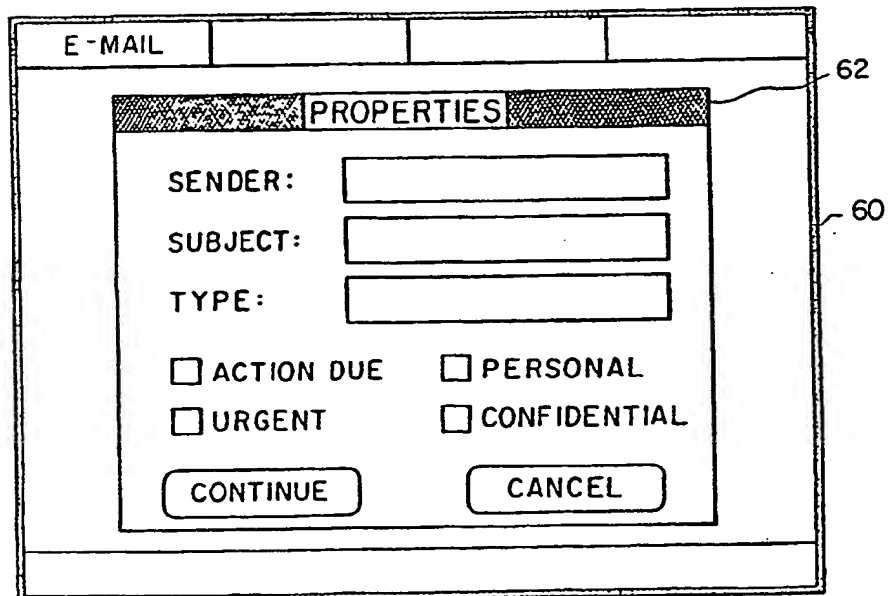 E-MAIL
62
PROPERTIES
60
SENDER:
SUBJECT:
TYPE:
ACTION DUE PERSONAL
URGENT CONFIDENTIAL
CONTINUE CANCEL